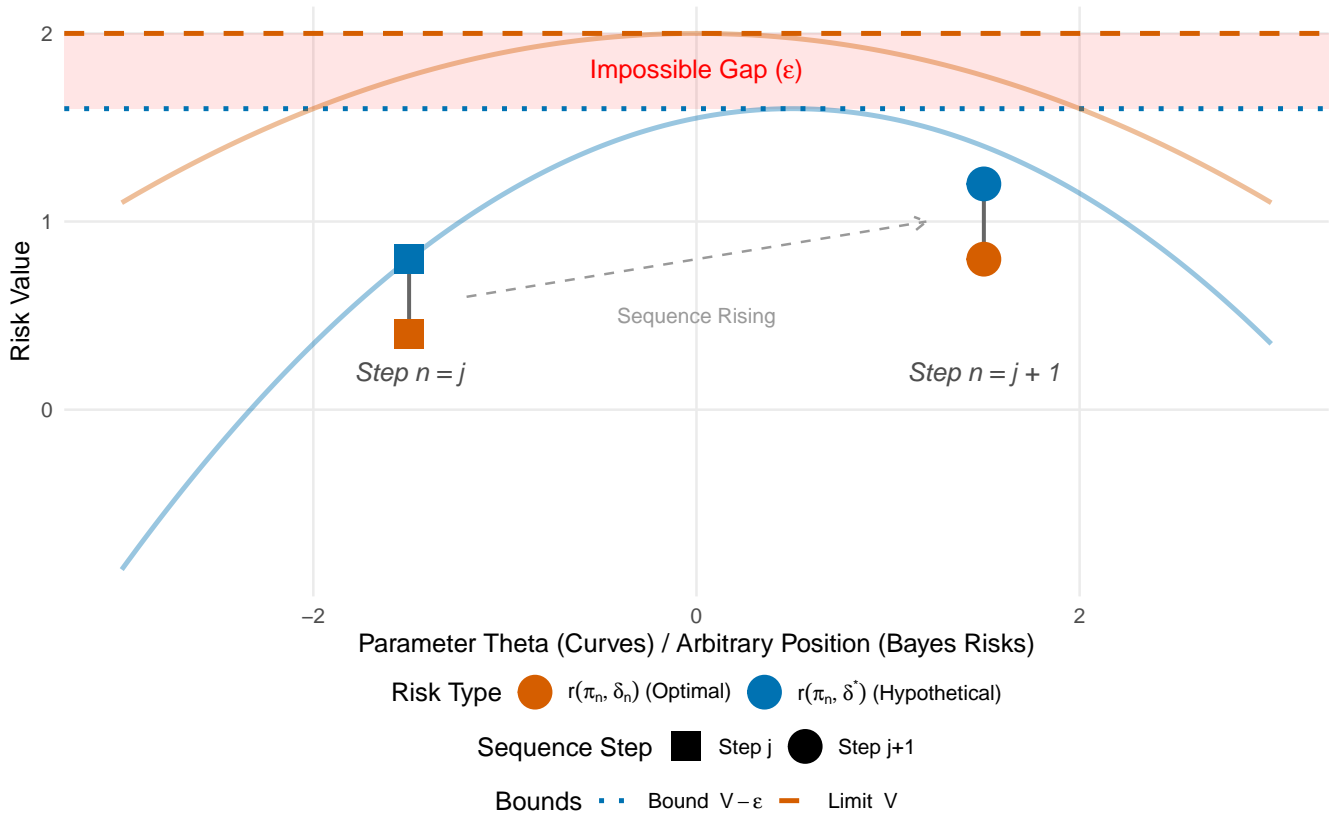 2
Impossible Gap (ε)
1
Sequence Rising
Step n = j
Step n = j + 1
0
Risk Value
−2
0
2
Parameter Theta (Curves) / Arbitrary Position (Bayes Risks)
Risk Type r(πₙ, δₙ) (Optimal) r(πₙ, δ*) (Hypothetical)
Sequence Step Step j Step j+1
Bounds Bound V − ε Limit V